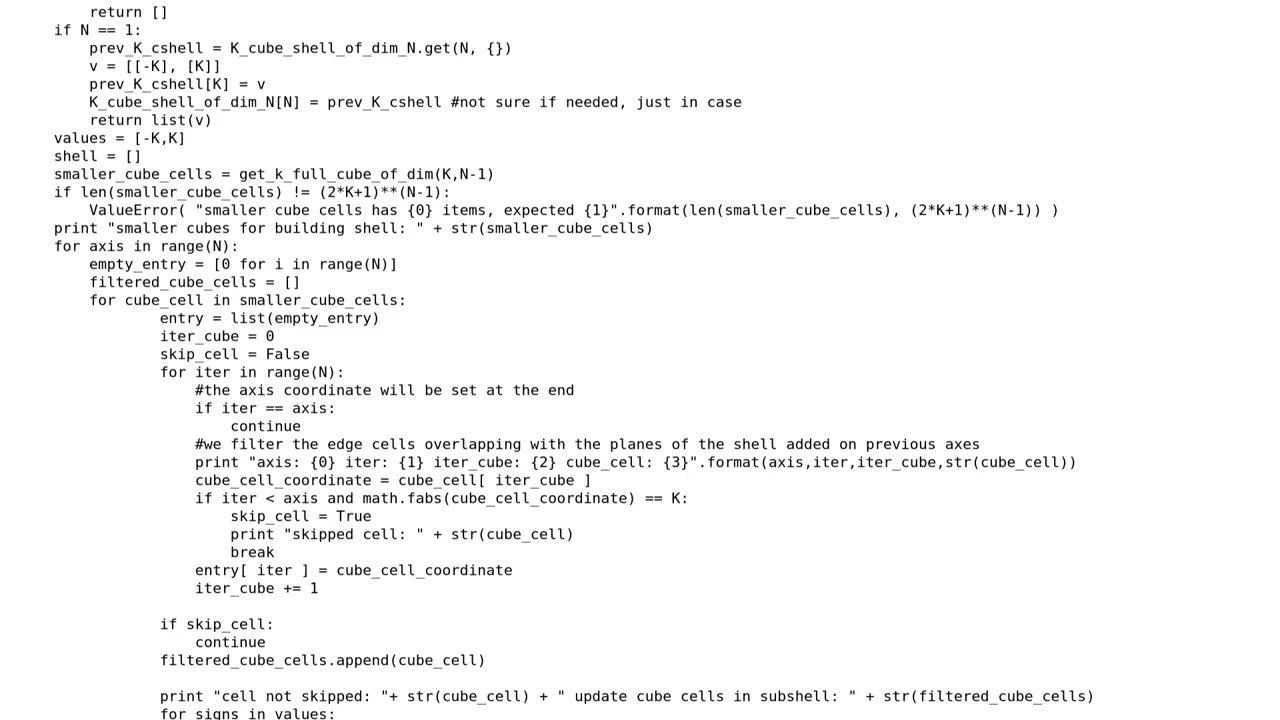 return []
if N == 1:
prev_K_cshell = K_cube_shell_of_dim_N.get(N, {})
v = [[-K], [K]]
prev_K_cshell[K] = v
K_cube_shell_of_dim_N[N] = prev_K_cshell #not sure if needed, just in case
return list(v)
values = [-K,K]
shell = []
smaller_cube_cells = get_k_full_cube_of_dim(K,N-1)
if len(smaller_cube_cells) != (2*K+1)**(N-1):
ValueError( "smaller cube cells has {0} items, expected {1}".format(len(smaller_cube_cells), (2*K+1)**(N-1)) )
print "smaller cubes for building shell: " + str(smaller_cube_cells)
for axis in range(N):
empty_entry = [0 for i in range(N)]
filtered_cube_cells = []
for cube_cell in smaller_cube_cells:
entry = list(empty_entry)
iter_cube = 0
skip_cell = False
for iter in range(N):
#the axis coordinate will be set at the end
if iter == axis:
continue
#we filter the edge cells overlapping with the planes of the shell added on previous axes
print "axis: {0} iter: {1} iter_cube: {2} cube_cell: {3}".format(axis,iter,iter_cube,str(cube_cell))
cube_cell_coordinate = cube_cell[ iter_cube ]
if iter < axis and math.fabs(cube_cell_coordinate) == K:
skip_cell = True
print "skipped cell: " + str(cube_cell)
break
entry[ iter ] = cube_cell_coordinate
iter_cube += 1
if skip_cell:
continue
filtered_cube_cells.append(cube_cell)
print "cell not skipped: "+ str(cube_cell) + " update cube cells in subshell: " + str(filtered_cube_cells)
for signs in values: